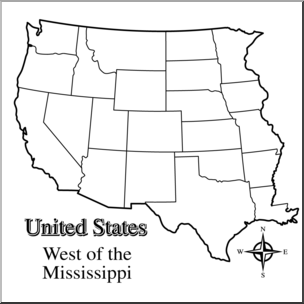 United States
West of the
Mississippi
N
W E
S